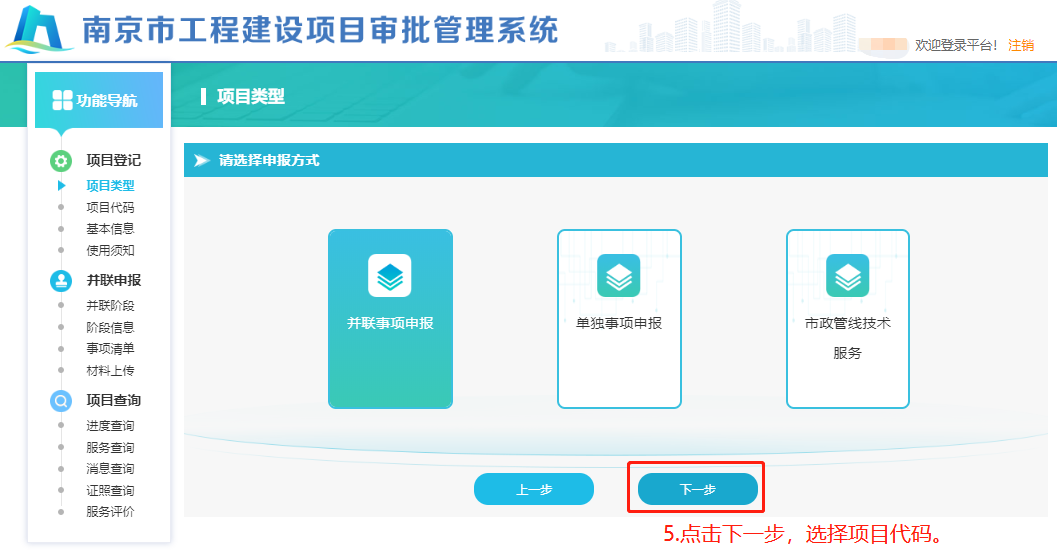 南京市工程建设项目审批管理系统
欢迎登录平台! 注销
功能导航
项目登记
项目类型
项目代码
基本信息
使用须知
并联申报
并联阶段
阶段信息
事项清单
材料上传
项目查询
进度查询
服务查询
消息查询
证照查询
服务评价
项目类型
请选择申报方式
并联事项申报
单独事项申报
市政管线技术
服务
上一步
下一步
5.点击下一步，选择项目代码。